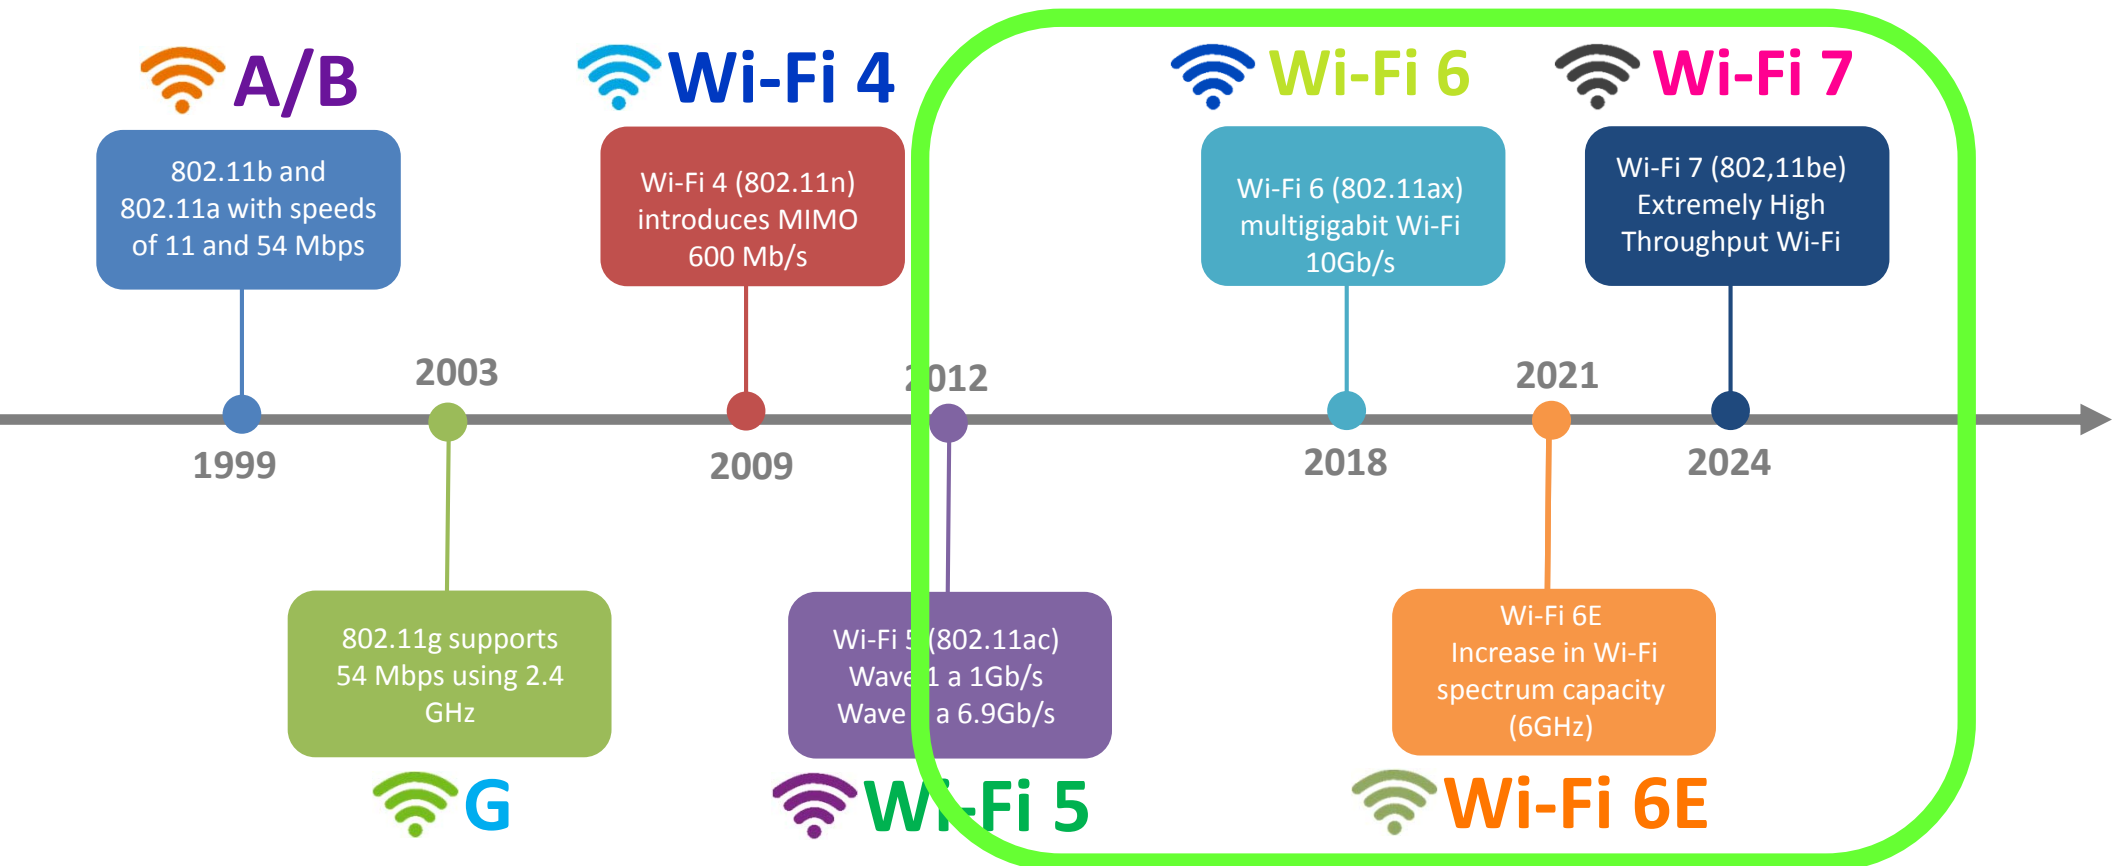 A/B
802.11b and
802.11a with speeds
of 11 and 54 Mbps
1999
2003
802.11g supports
54 Mbps using 2.4
GHz
G
Wi-Fi 4
Wi-Fi 4 (802.11n)
introduces MIMO
600 Mb/s
2009
2012
Wi-Fi 5 (802.11ac)
Wave 1 a 1Gb/s
Wave a 6.9Gb/s
Wi-Fi 5
Wi-Fi 6
Wi-Fi 6 (802.11ax)
multigigabit Wi-Fi
10Gb/s
2018
2021
Wi-Fi 6E
Increase in Wi-Fi
spectrum capacity
(6GHz)
Wi-Fi 6E
Wi-Fi 7
Wi-Fi 7 (802,11be)
Extremely High
Throughput Wi-Fi
2024